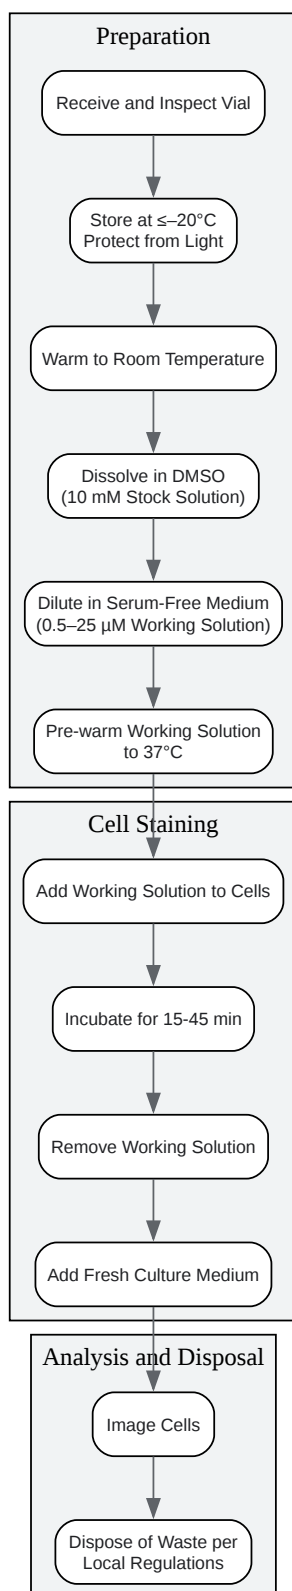 Preparation
Receive and Inspect Vial
Store at ≤–20°C
Protect from Light
Warm to Room Temperature
Dissolve in DMSO
(10 mM Stock Solution)
Dilute in Serum-Free Medium
(0.5–25 µM Working Solution)
Pre-warm Working Solution
to 37°C
Cell Staining
Add Working Solution to Cells
Incubate for 15-45 min
Remove Working Solution
Add Fresh Culture Medium
Analysis and Disposal
Image Cells
Dispose of Waste per
Local Regulations